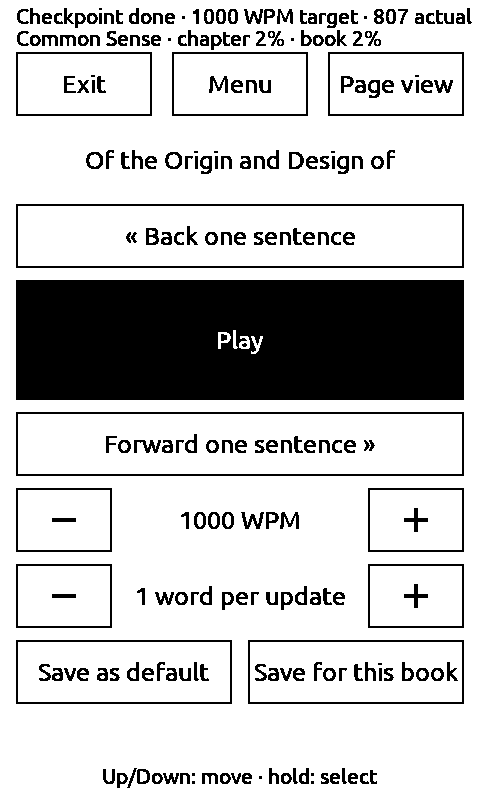 Checkpoint done · 1000 WPM target · 807 actual
Common Sense · chapter 2% · book 2%
Exit Menu Page view
Of the Origin and Design of
« Back one sentence
Play
Forward one sentence »
− 1000 WPM +
− 1 word per update +
Save as default Save for this book
Up/Down: move · hold: select